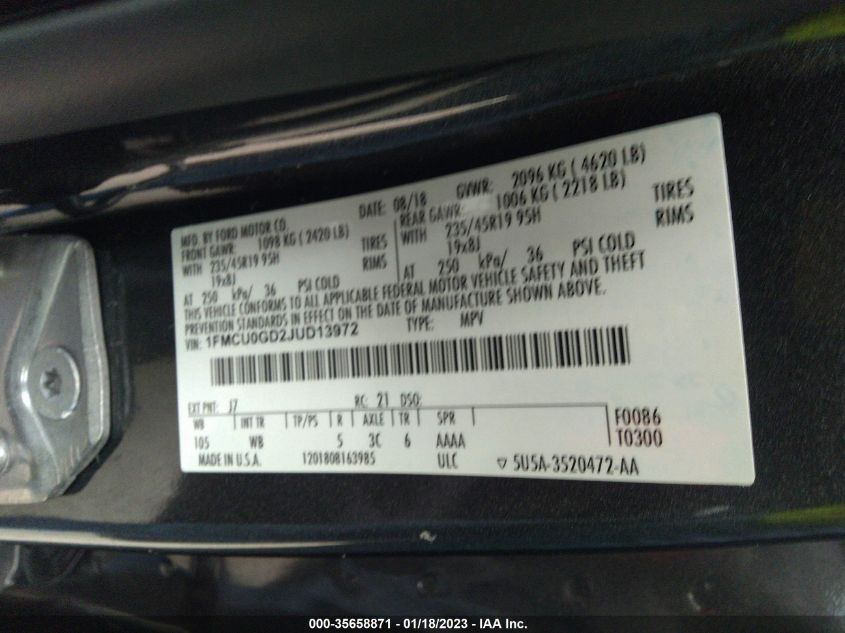 MFD. BY FORD MOTOR CO.
DATE: 08/18 GVWR: 2096 KG ( 4620 LB)
FRONT GAWR: 1098 KG ( 2420 LB)
REAR GAWR: 1006 KG ( 2218 LB)
WITH 235/45R19 95H TIRES
WITH 235/45R19 95H TIRES
19x8J RIMS
19x8J RIMS
AT 250 kPa/ 36 PSI COLD
AT 250 kPa/ 36 PSI COLD
THIS VEHICLE CONFORMS TO ALL APPLICABLE FEDERAL MOTOR VEHICLE SAFETY AND THEFT
PREVENTION STANDARDS IN EFFECT ON THE DATE OF MANUFACTURE SHOWN ABOVE.
VIN: 1FMCU0GD2JUD13972 TYPE: MPV
EXT PNT: J7 RC: 21 DSO:
WB INT TR TP/PS R AXLE TR SPR F0086
105 WB 5 3C 6 AAAA T0300
MADE IN U.S.A. 1201808163985 ULC ▽ 5U5A-3520472-AA
000-35658871 - 01/18/2023 - IAA Inc.